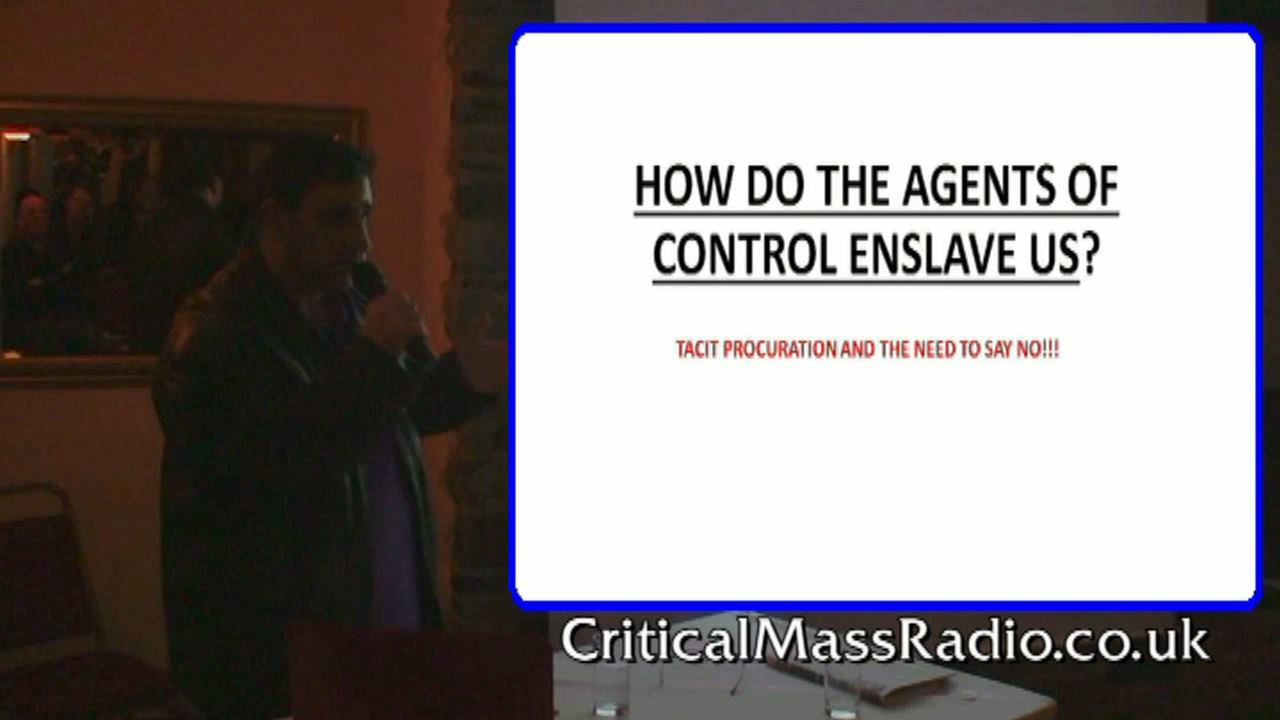 HOW DO THE AGENTS OF
CONTROL ENSLAVE US?
TACIT PROCURATION AND THE NEED TO SAY NO!!!
CriticalMassRadio.co.uk